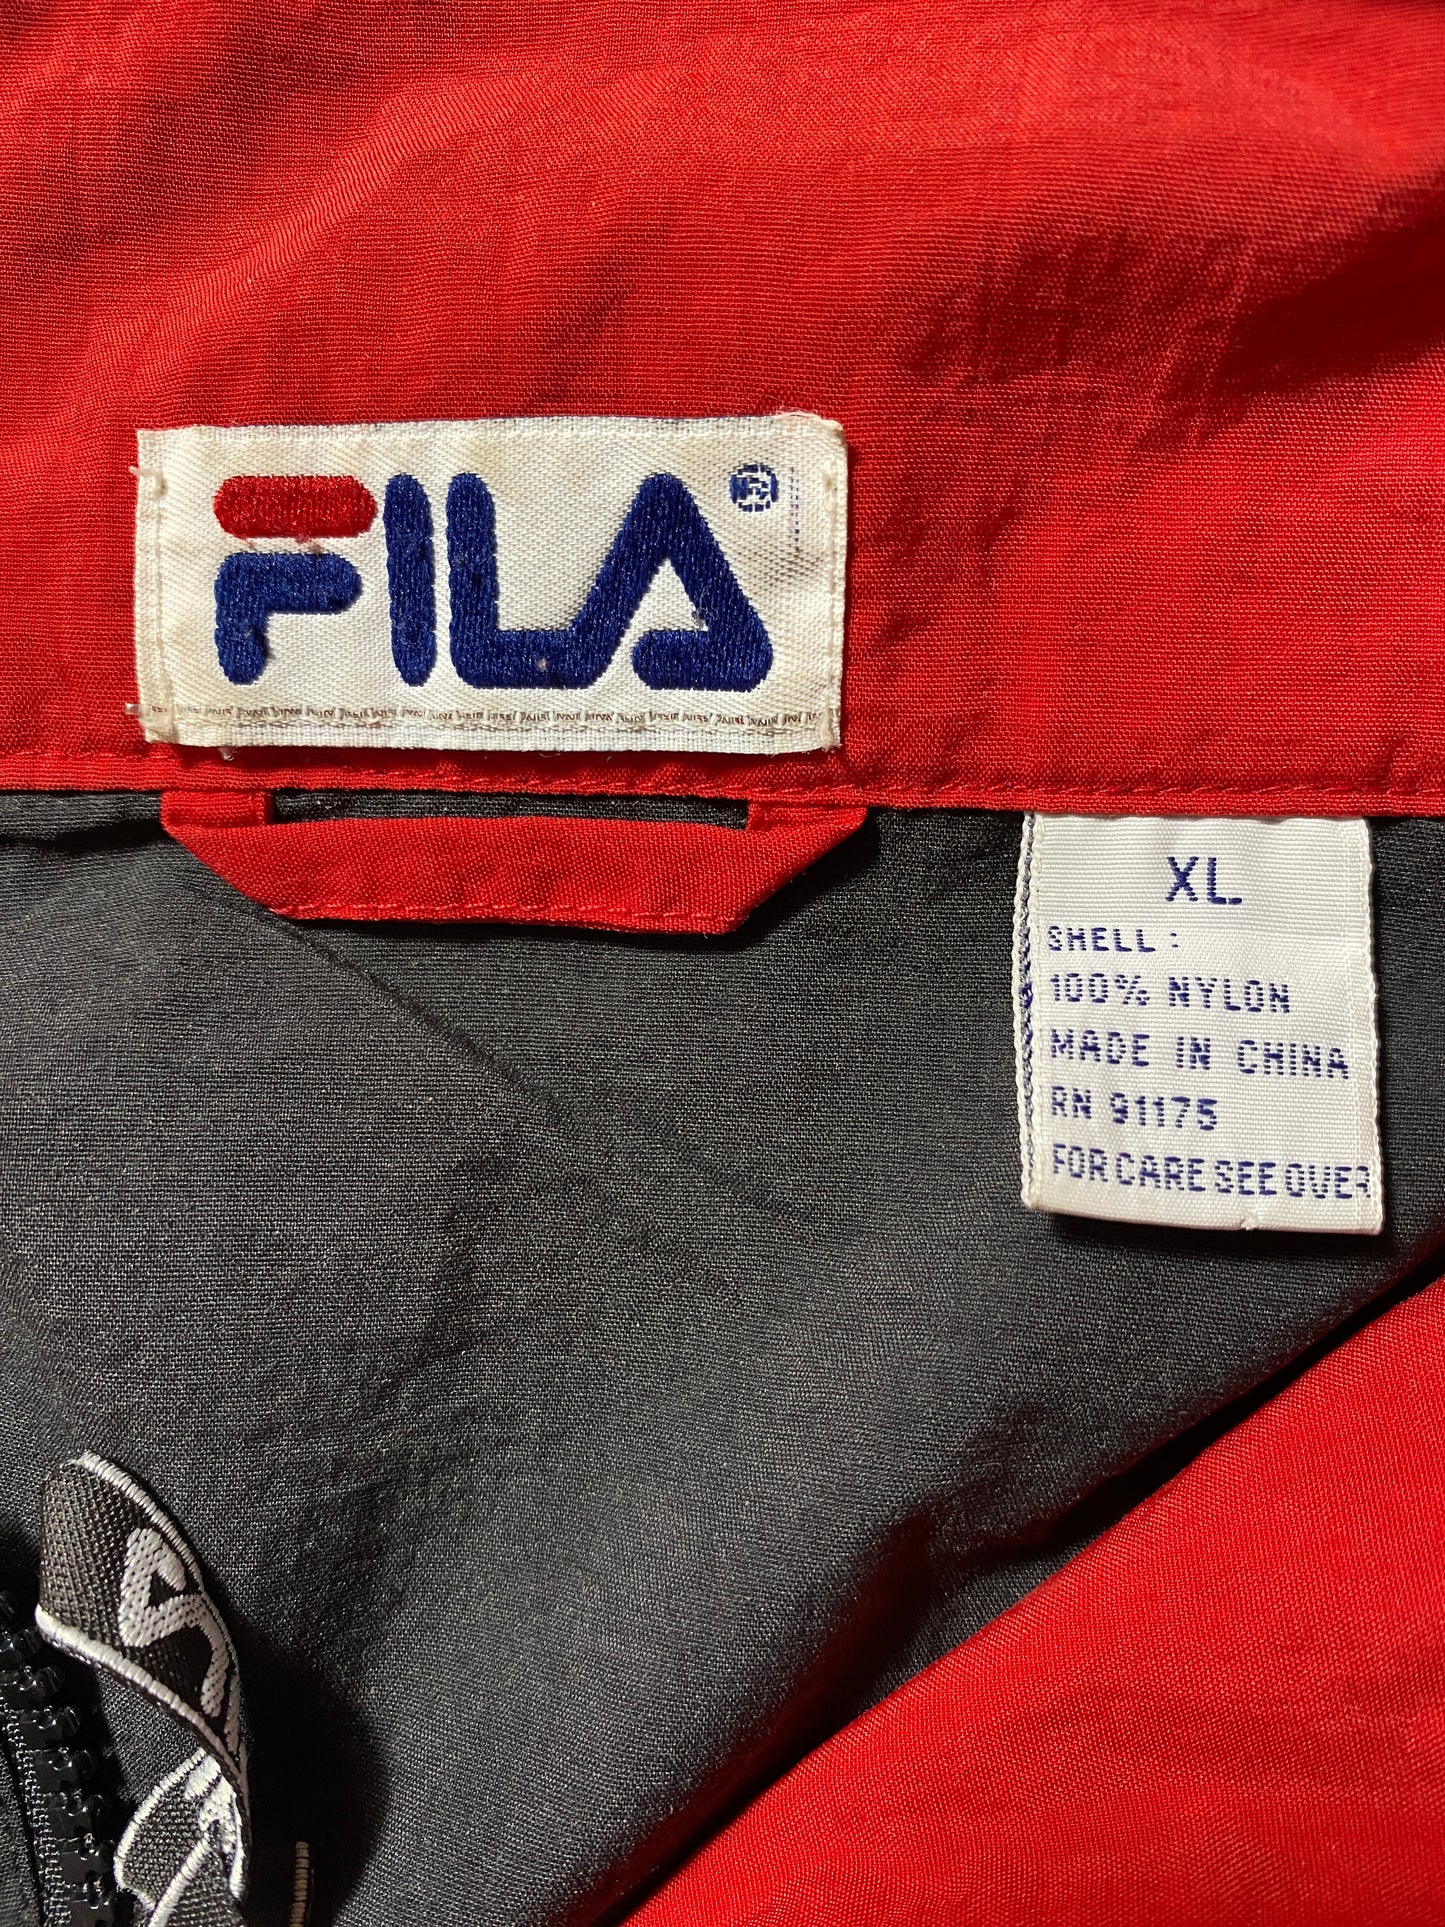 FILA®
XL
SHELL:
100% NYLON
MADE IN CHINA
RN 91175
FOR CARE SEE OVER